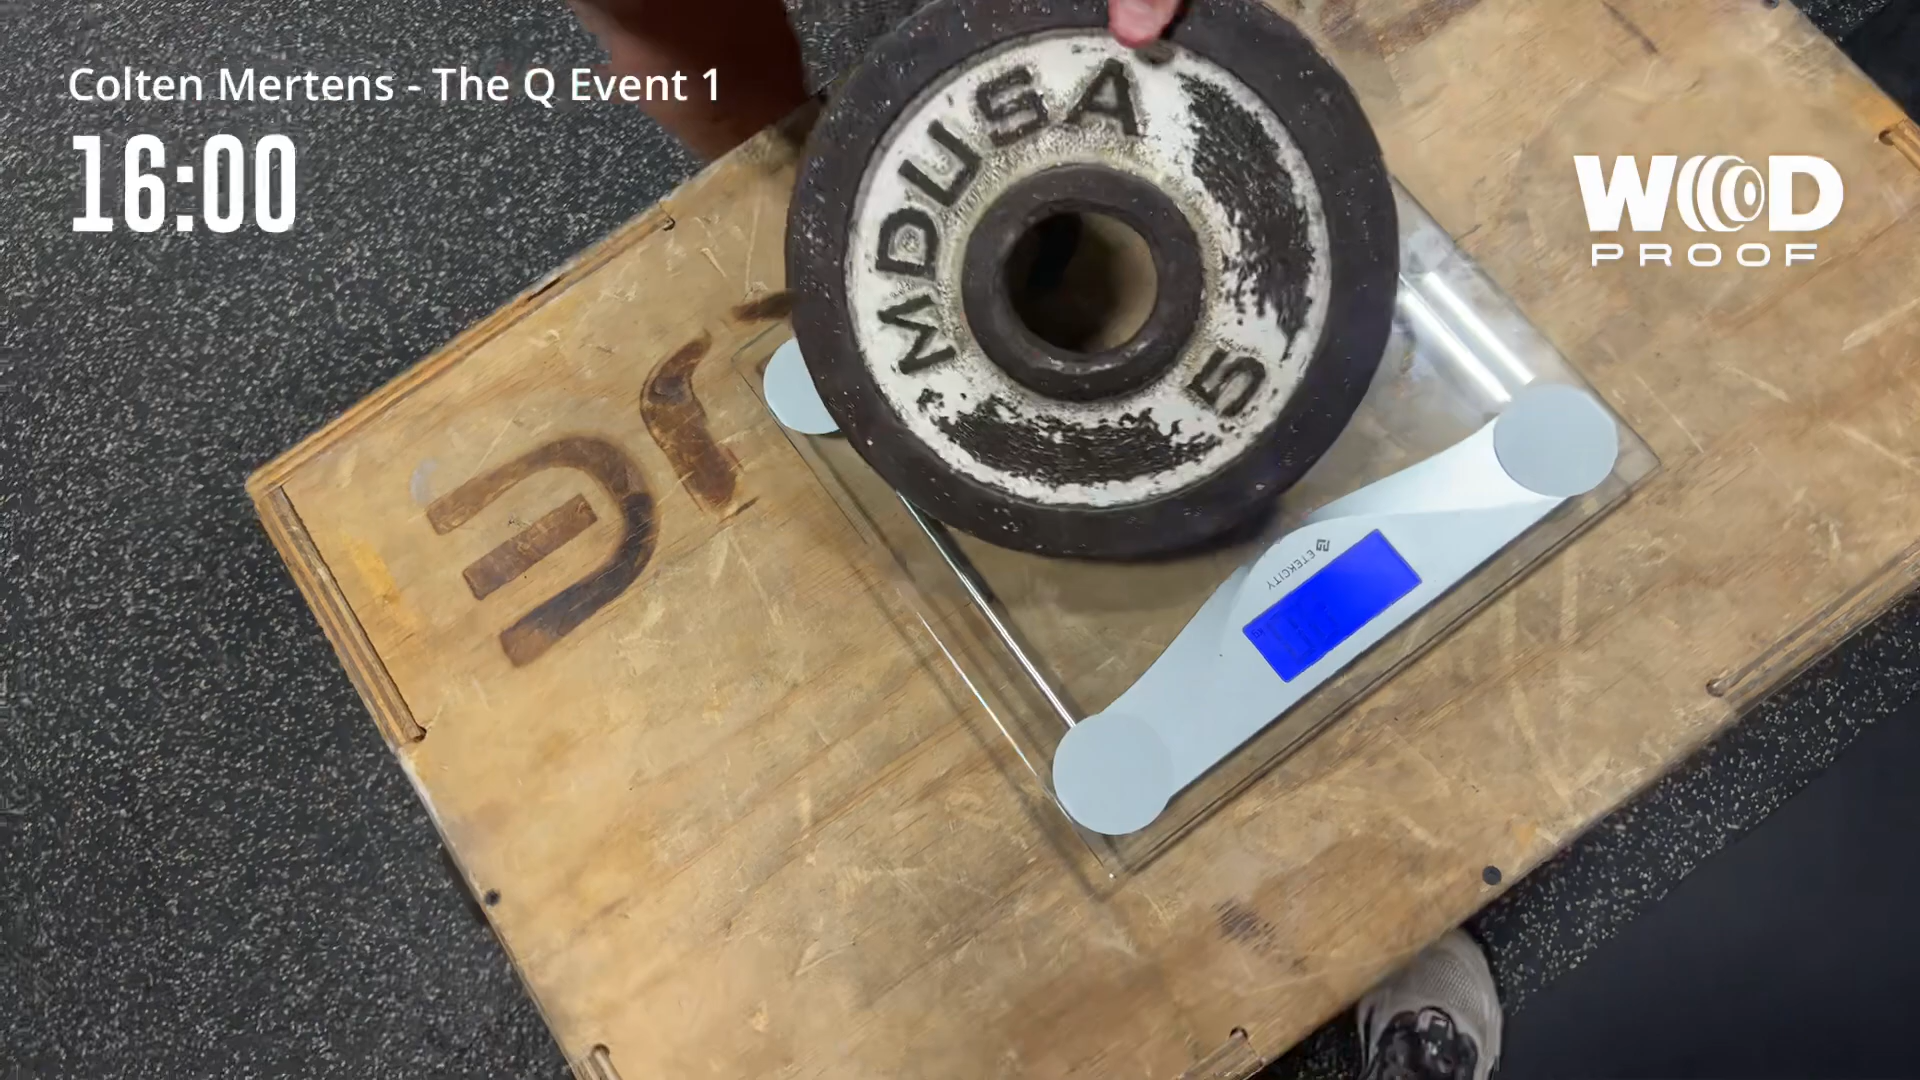 Colten Mertens - The Q Event 1
16:00
WOD
PROOF
MDUSA
5
ETEKCITY